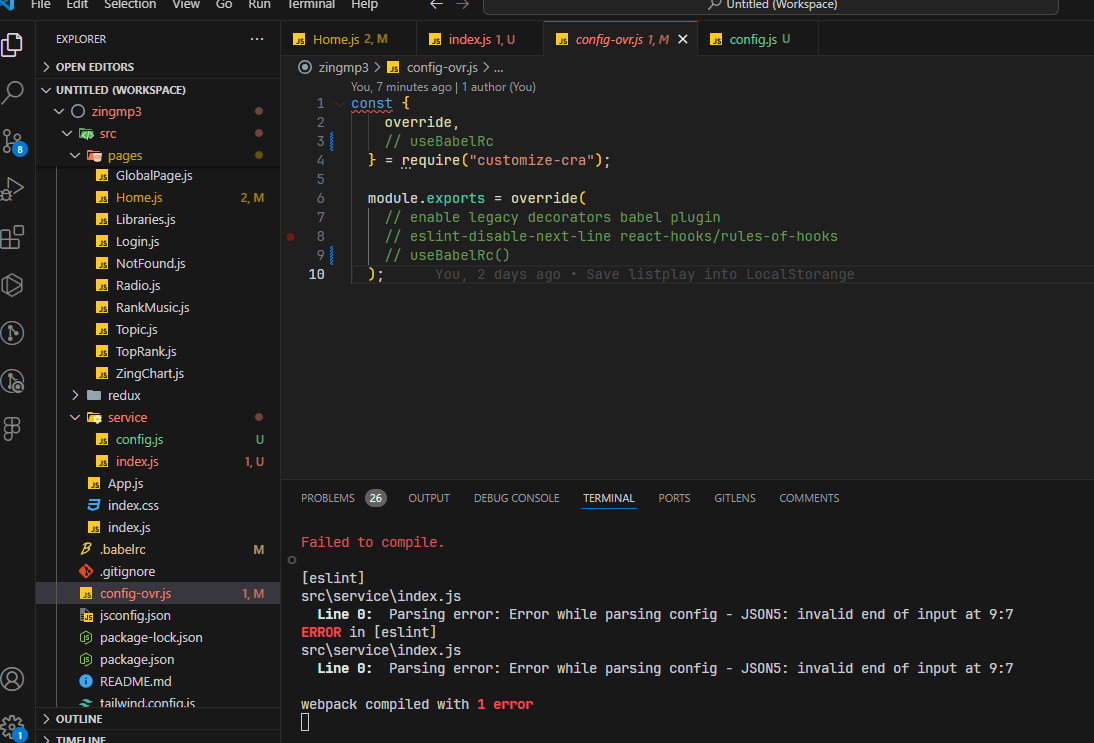 File Edit Selection View Go Run Terminal Help
Untitled (Workspace)
EXPLORER
Home.js 2, M
index.js 1, U
config-ovr.js 1, M
config.js U
OPEN EDITORS
UNTITLED (WORKSPACE)
zingmp3
src
pages
GlobalPage.js
Home.js 2, M
Libraries.js
Login.js
NotFound.js
Radio.js
RankMusic.js
Topic.js
TopRank.js
ZingChart.js
redux
service
config.js U
index.js 1, U
App.js
index.css
index.js
.babelrc M
.gitignore
config-ovr.js 1, M
jsconfig.json
package-lock.json
package.json
README.md
tailwind.config.js
OUTLINE
TIMELINE
8
1
zingmp3 > config-ovr.js > ...
You, 7 minutes ago | 1 author (You)
1 const {
2 override,
3 // useBabelRc
4 } = require("customize-cra");
5
6 module.exports = override(
7 // enable legacy decorators babel plugin
8 // eslint-disable-next-line react-hooks/rules-of-hooks
9 // useBabelRc()
10 ); You, 2 days ago • Save listplay into LocalStorange
PROBLEMS 26 OUTPUT DEBUG CONSOLE TERMINAL PORTS GITLENS COMMENTS
Failed to compile.
[eslint]
src\service\index.js
Line 0: Parsing error: Error while parsing config - JSON5: invalid end of input at 9:7
ERROR in [eslint]
src\service\index.js
Line 0: Parsing error: Error while parsing config - JSON5: invalid end of input at 9:7
webpack compiled with 1 error